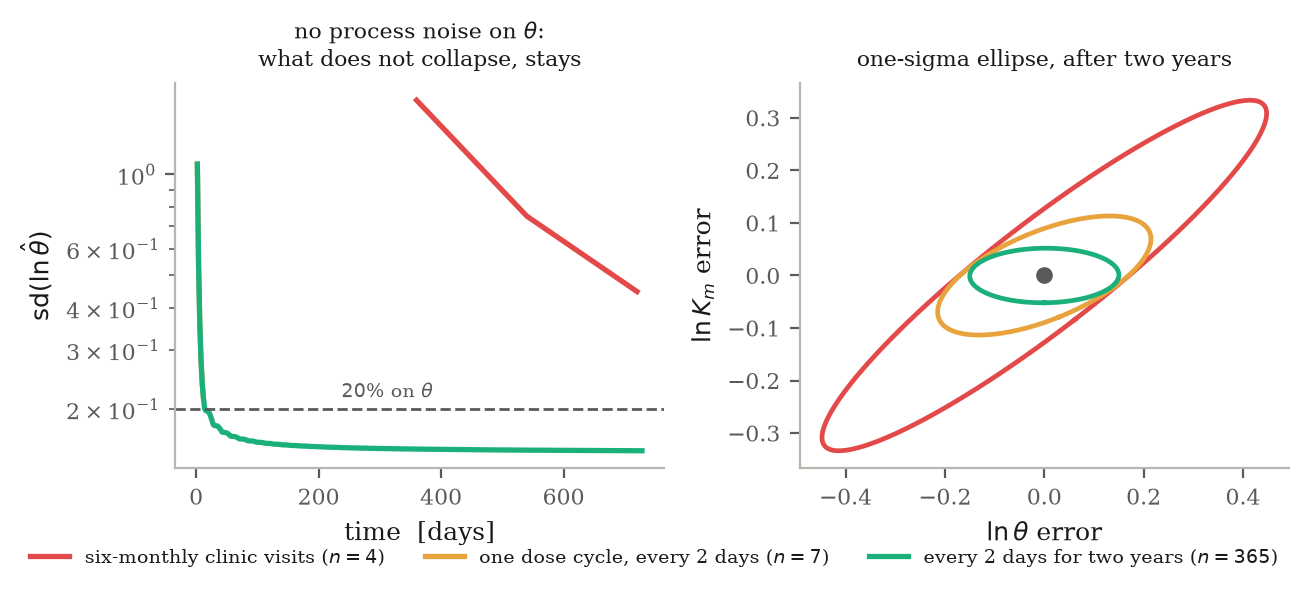 no process noise on θ:
what does not collapse, stays
sd(ln θ̂)
10⁰
6 × 10⁻¹
4 × 10⁻¹
3 × 10⁻¹
2 × 10⁻¹
20% on θ
0 200 400 600
time [days]
one-sigma ellipse, after two years
ln Kₘ error
0.3
0.2
0.1
0.0
−0.1
−0.2
−0.3
−0.4 −0.2 0.0 0.2 0.4
ln θ error
six-monthly clinic visits (n = 4)
one dose cycle, every 2 days (n = 7)
every 2 days for two years (n = 365)